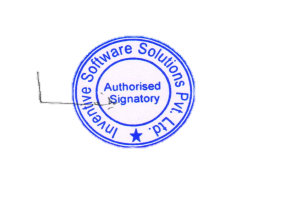 Inventive Software Solutions Pvt. Ltd.
Authorised
Signatory